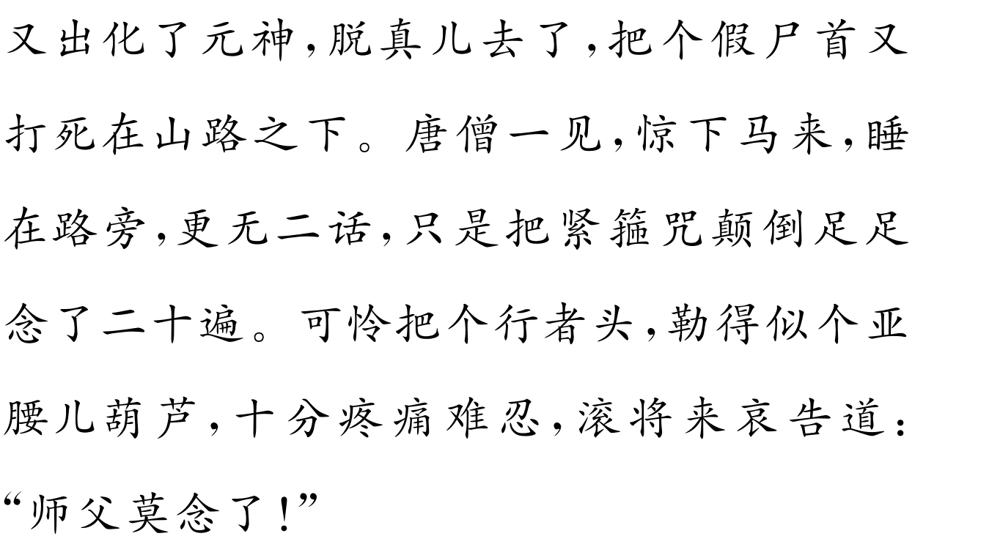 又出化了元神,脱真儿去了,把个假尸首又
打死在山路之下。唐僧一见,惊下马来,睡
在路旁,更无二话,只是把紧箍咒颠倒足足
念了二十遍。可怜把个行者头,勒得似个亚
腰儿葫芦,十分疼痛难忍,滚将来哀告道:
“师父莫念了!”